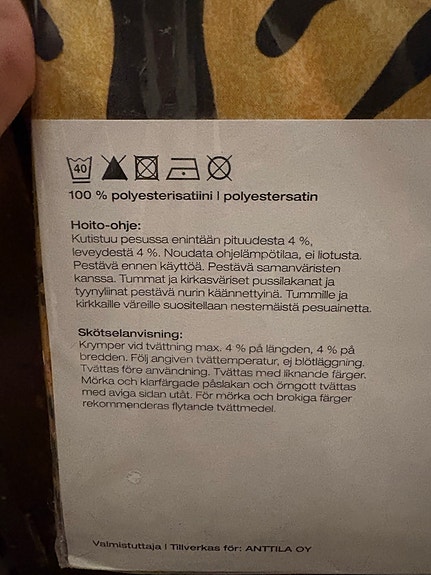 40
100 % polyesterisatiini | polyestersatin
Hoito-ohje:
Kutistuu pesussa enintään pituudesta 4 %,
leveydestä 4 %. Noudata ohjelämpötilaa, ei liotusta.
Pestävä ennen käyttöä. Pestävä samanväristen
kanssa. Tummat ja kirkasväriset pussilakanat ja
tyynyliinat pestävä nurin käännettyinä. Tummille ja
kirkkaille väreille suositellaan nestemäistä pesuainetta.
Skötselanvisning:
Krymper vid tvättning max. 4 % på längden, 4 % på
bredden. Följ angiven tvättemperatur, ej blötläggning.
Tvättas före användning. Tvättas med liknande färger.
Mörka och klarfärgade påslakan och örngott tvättas
med aviga sidan utåt. För mörka och brokiga färger
rekommenderas flytande tvättmedel.
Valmistuttaja | Tillverkas för: ANTTILA OY